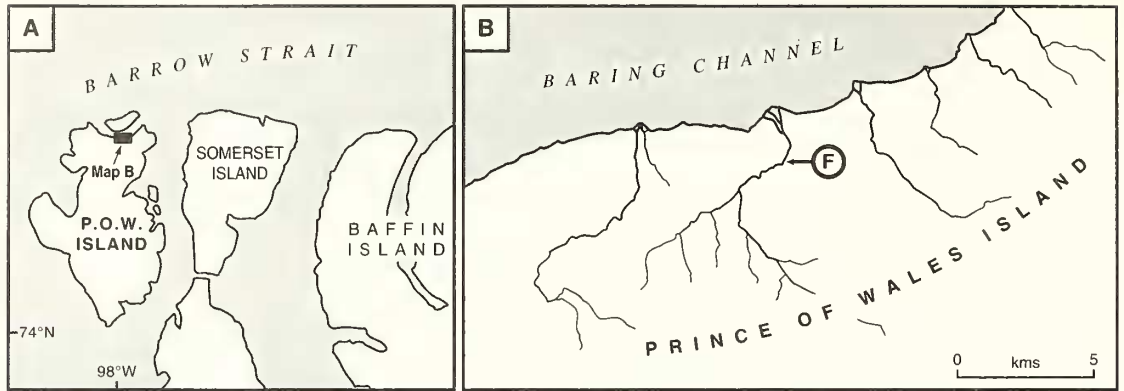 A
BARROW STRAIT
Map B
SOMERSET
ISLAND
P.O.W.
ISLAND
BAFFIN
ISLAND
74°N
98°W
B
BARING CHANNEL
F
PRINCE OF WALES ISLAND
0 kms 5